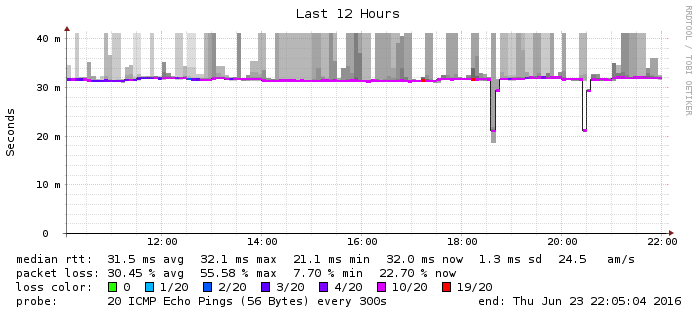 Last 12 Hours
RRDTOOL / TOBI OETIKER
Seconds
40 m
30 m
20 m
10 m
0
12:00 14:00 16:00 18:00 20:00 22:00
median rtt: 31.5 ms avg 32.1 ms max 21.1 ms min 32.0 ms now 1.3 ms sd 24.5 am/s
packet loss: 30.45 % avg 55.58 % max 7.70 % min 22.70 % now
loss color: 0 1/20 2/20 3/20 4/20 10/20 19/20
probe: 20 ICMP Echo Pings (56 Bytes) every 300s end: Thu Jun 23 22:05:04 2016